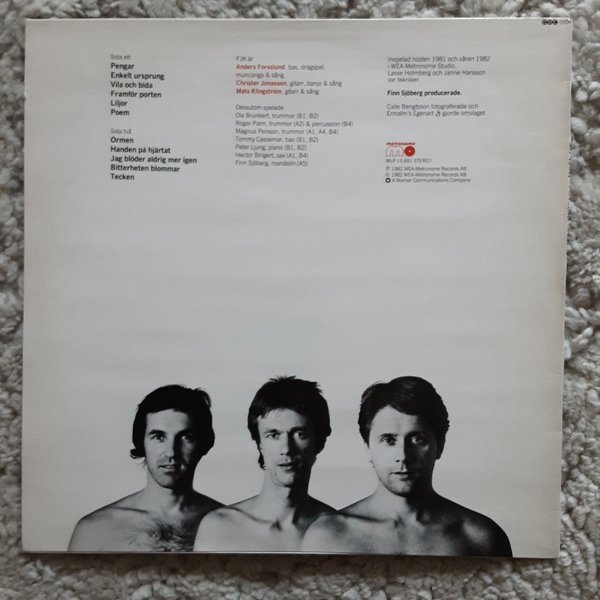 Sida ett
Pengar
Enkelt ursprung
Vila och bida
Framför porten
Liljor
Poem
Sida två
Ormen
Handen på hjärtat
Jag blöder aldrig mer igen
Bitterheten blommar
Tecken
FJK är
Anders Forsslund, bas, dragspel,
munconga & sång
Christer Jonasson, gitarr, banjo & sång
Mats Klingström, gitarr & sång
Dessutom spelade
Ola Brunkert, trummor (B1, B2)
Roger Palm, trummor (A2) & percussion (B4)
Magnus Persson, trummor (A1, A4, B4)
Tommy Cassemar, bas (B1, B2)
Peter Ljung, piano (B1, B2)
Hector Bingert, sax (A1, B4)
Finn Sjöberg, mandolin (A5)
Inspelad hösten 1981 och våren 1982
i WEA-Metronome Studio.
Lasse Holmberg och Janne Hansson
var tekniker.
Finn Sjöberg producerade.
Calle Bengtsson fotograferade och
Ermalm's Egenart gjorde omslaget.
metronome
MLP 15.691 STEREO
℗ 1982 WEA-Metronome Records AB
© 1982 WEA-Metronome Records AB
A Warner Communications Company